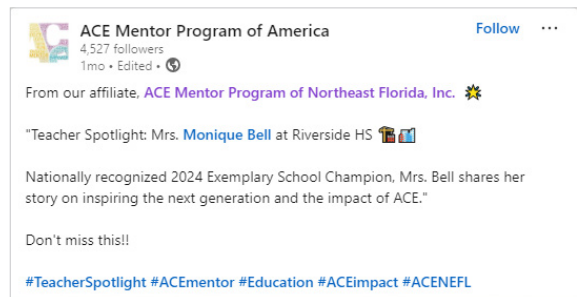 ACE Mentor Program of America
Follow ...
4,527 followers
1mo • Edited •
From our affiliate, ACE Mentor Program of Northeast Florida, Inc.
"Teacher Spotlight: Mrs. Monique Bell at Riverside HS
Nationally recognized 2024 Exemplary School Champion, Mrs. Bell shares her
story on inspiring the next generation and the impact of ACE."
Don't miss this!!
#TeacherSpotlight #ACEmentor #Education #ACEimpact #ACENEFL